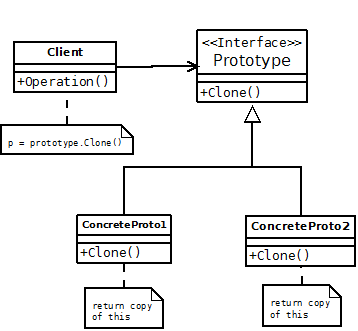 Client
+Operation()
p = prototype.Clone()
<<Interface>>
Prototype
+Clone()
ConcreteProto1
+Clone()
return copy
of this
ConcreteProto2
+Clone()
return copy
of this